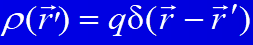 ρ(r⃗′) = qδ(r⃗ − r⃗ ′)